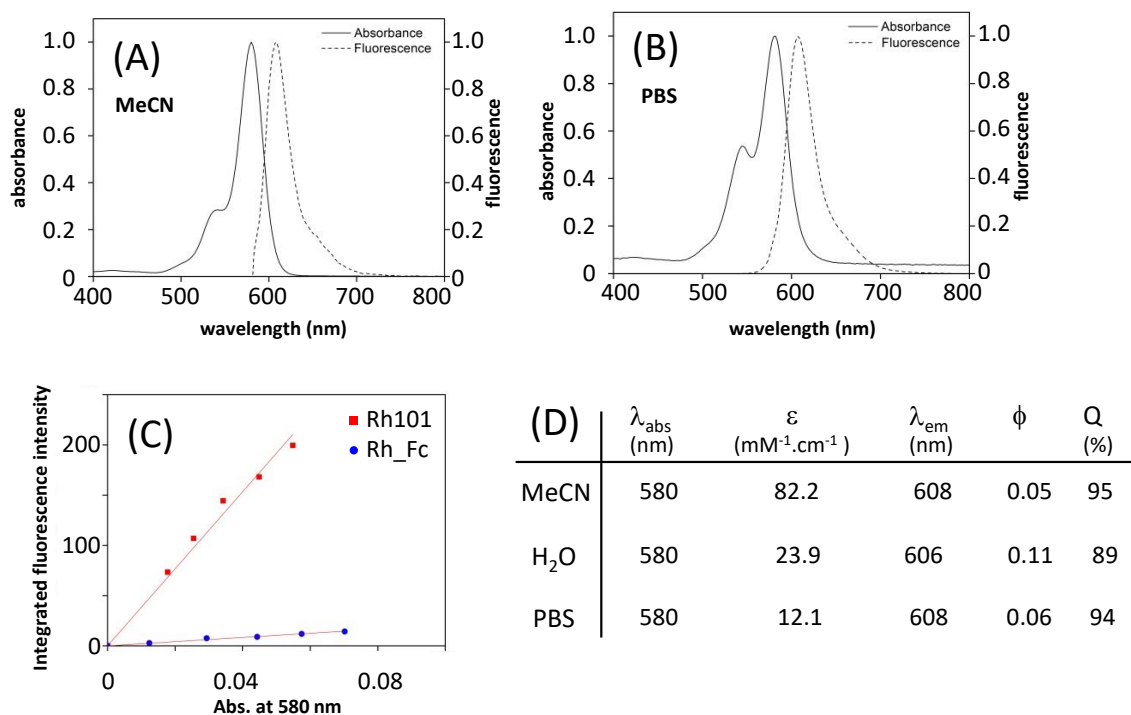 (A)
MeCN
Absorbance
Fluorescence
absorbance
1.0
0.8
0.6
0.4
0.2
0
1.0
0.8
0.6
0.4
0.2
0
fluorescence
400 500 600 700 800
wavelength (nm)
(B)
PBS
Absorbance
Fluorescence
absorbance
1.0
0.8
0.6
0.4
0.2
0
1.0
0.8
0.6
0.4
0.2
0
fluorescence
400 500 600 700 800
wavelength (nm)
(C)
Rh101
Rh_Fc
Integrated fluorescence intensity
200
100
0
0 0.04 0.08
Abs. at 580 nm
(D) λabs ε λem ϕ Q
(nm) (mM-1.cm-1) (nm) (%)
MeCN 580 82.2 608 0.05 95
H2O 580 23.9 606 0.11 89
PBS 580 12.1 608 0.06 94